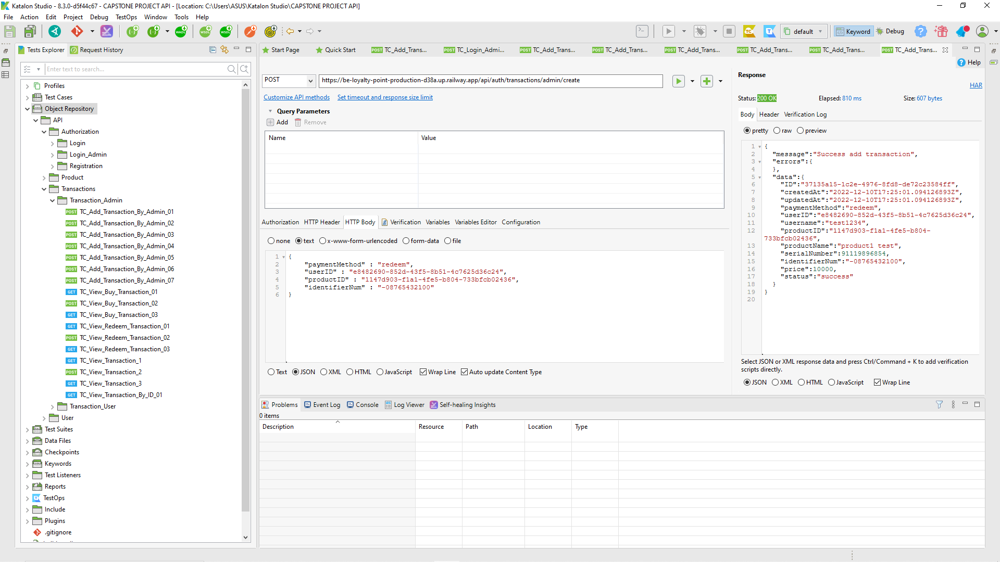 Katalon Studio - 8.3.0-d5f44c67 - CAPSTONE PROJECT API - [Location: C:\Users\ASUS\Katalon Studio\CAPSTONE PROJECT API]
File Action Edit Project Debug TestOps Window Tools Help
default Keyword Debug
Tests Explorer Request History
Start Page Quick Start POST TC_Add_Trans... POST TC_Login_Admi... POST TC_Add_Trans... POST TC_Add_Trans... POST TC_Add_Trans... POST TC_Add_Trans... POST TC_Add_Trans... POST TC_Add_Trans...
Help
Enter text to search...
Profiles
Test Cases
Object Repository
API
Authorization
Login
Login_Admin
Registration
Product
Transactions
Transaction_Admin
POST TC_Add_Transaction_By_Admin_01
POST TC_Add_Transaction_By_Admin_02
POST TC_Add_Transaction_By_Admin_03
POST TC_Add_Transaction_By_Admin_04
POST TC_Add_Transaction_By_Admin_05
POST TC_Add_Transaction_By_Admin_06
POST TC_Add_Transaction_By_Admin_07
GET TC_View_Buy_Transaction_01
POST TC_View_Buy_Transaction_02
GET TC_View_Buy_Transaction_03
GET TC_View_Redeem_Transaction_01
POST TC_View_Redeem_Transaction_02
GET TC_View_Redeem_Transaction_03
GET TC_View_Transaction_1
POST TC_View_Transaction_2
GET TC_View_Transaction_3
GET TC_View_Transaction_By_ID_01
Transaction_User
User
Test Suites
Data Files
Checkpoints
Keywords
Test Listeners
Reports
TestOps
Include
Plugins
.gitignore
POST https://be-loyalty-point-production-d38a.up.railway.app/api/auth/transactions/admin/create
Customize API methods Set timeout and response size limit
Query Parameters
Add Remove
Name Value
Authorization HTTP Header HTTP Body Verification Variables Variables Editor Configuration
none text x-www-form-urlencoded form-data file
1 {
2 "paymentMethod" : "redeem",
3 "userID" : "e8482690-852d-43f5-8b51-4c7625d36c24",
4 "productID" : "1147d903-f1a1-4fe5-b804-733bfcb02436",
5 "identifierNum" : "-08765432100"
6 }
Text JSON XML HTML JavaScript Wrap Line Auto update Content Type
Response
HAR
Status: 200 OK Elapsed: 810 ms Size: 607 bytes
Body Header Verification Log
pretty raw preview
1 {
2 "message":"Success add transaction",
3 "errors":{
4 },
5 "data":{
6 "ID":"37135a15-1c2e-4976-8fd8-de72c23584ff",
7 "createdAt":"2022-12-10T17:25:01.094126893Z",
8 "updatedAt":"2022-12-10T17:25:01.094126893Z",
9 "paymentMethod":"redeem",
10 "userID":"e8482690-852d-43f5-8b51-4c7625d36c24",
11 "username":"test1234",
12 "productID":"1147d903-f1a1-4fe5-b804-
733bfcb02436",
13 "productName":"product1 test",
14 "serialNumber":91119896854,
15 "identifierNum":"-08765432100",
16 "price":10000,
17 "status":"success"
18 }
19 }
20
Select JSON or XML response data and press Ctrl/Command + K to add verification
scripts directly.
JSON XML HTML JavaScript Wrap Line
Problems Event Log Console Log Viewer Self-healing Insights
0 items
Description Resource Path Location Type